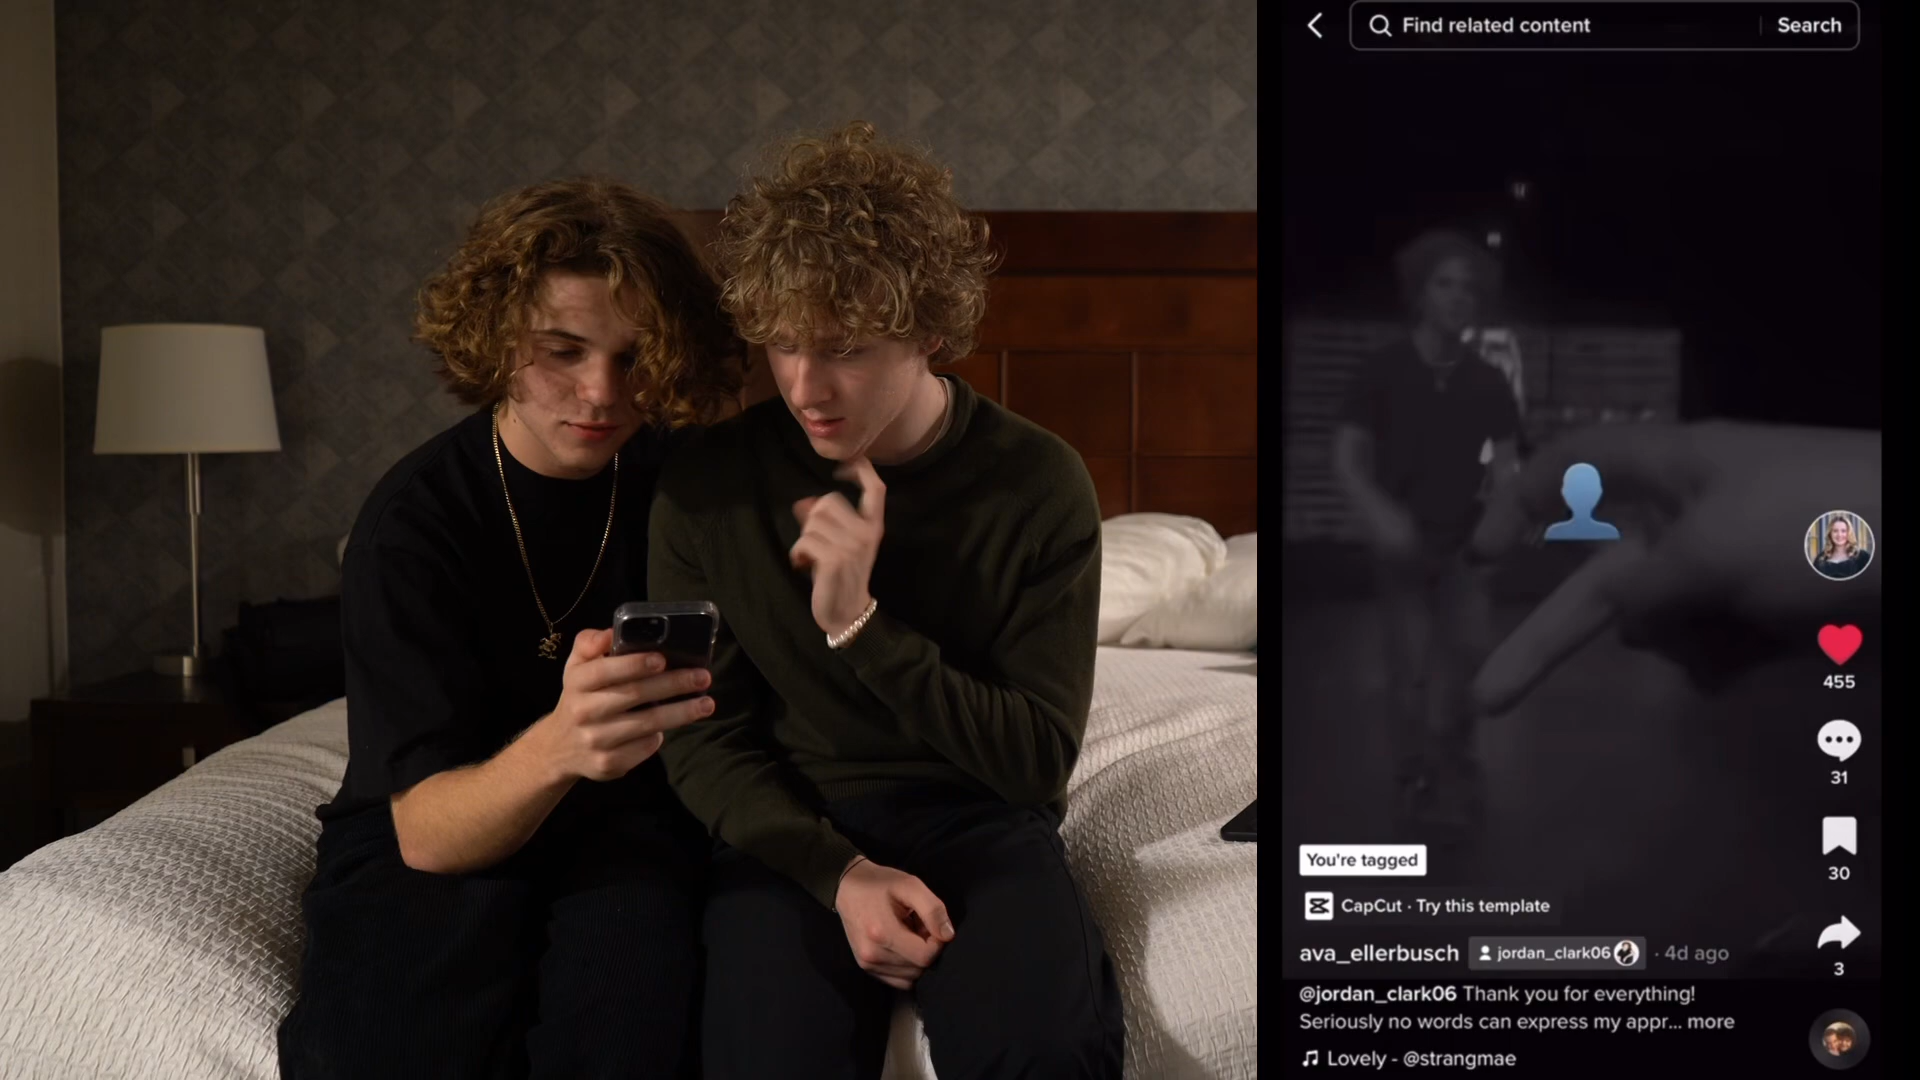 Find related content Search
455
31
30
3
You're tagged
CapCut · Try this template
ava_ellerbusch jordan_clark06 · 4d ago
@jordan_clark06 Thank you for everything!
Seriously no words can express my appr... more
Lovely - @strangmae